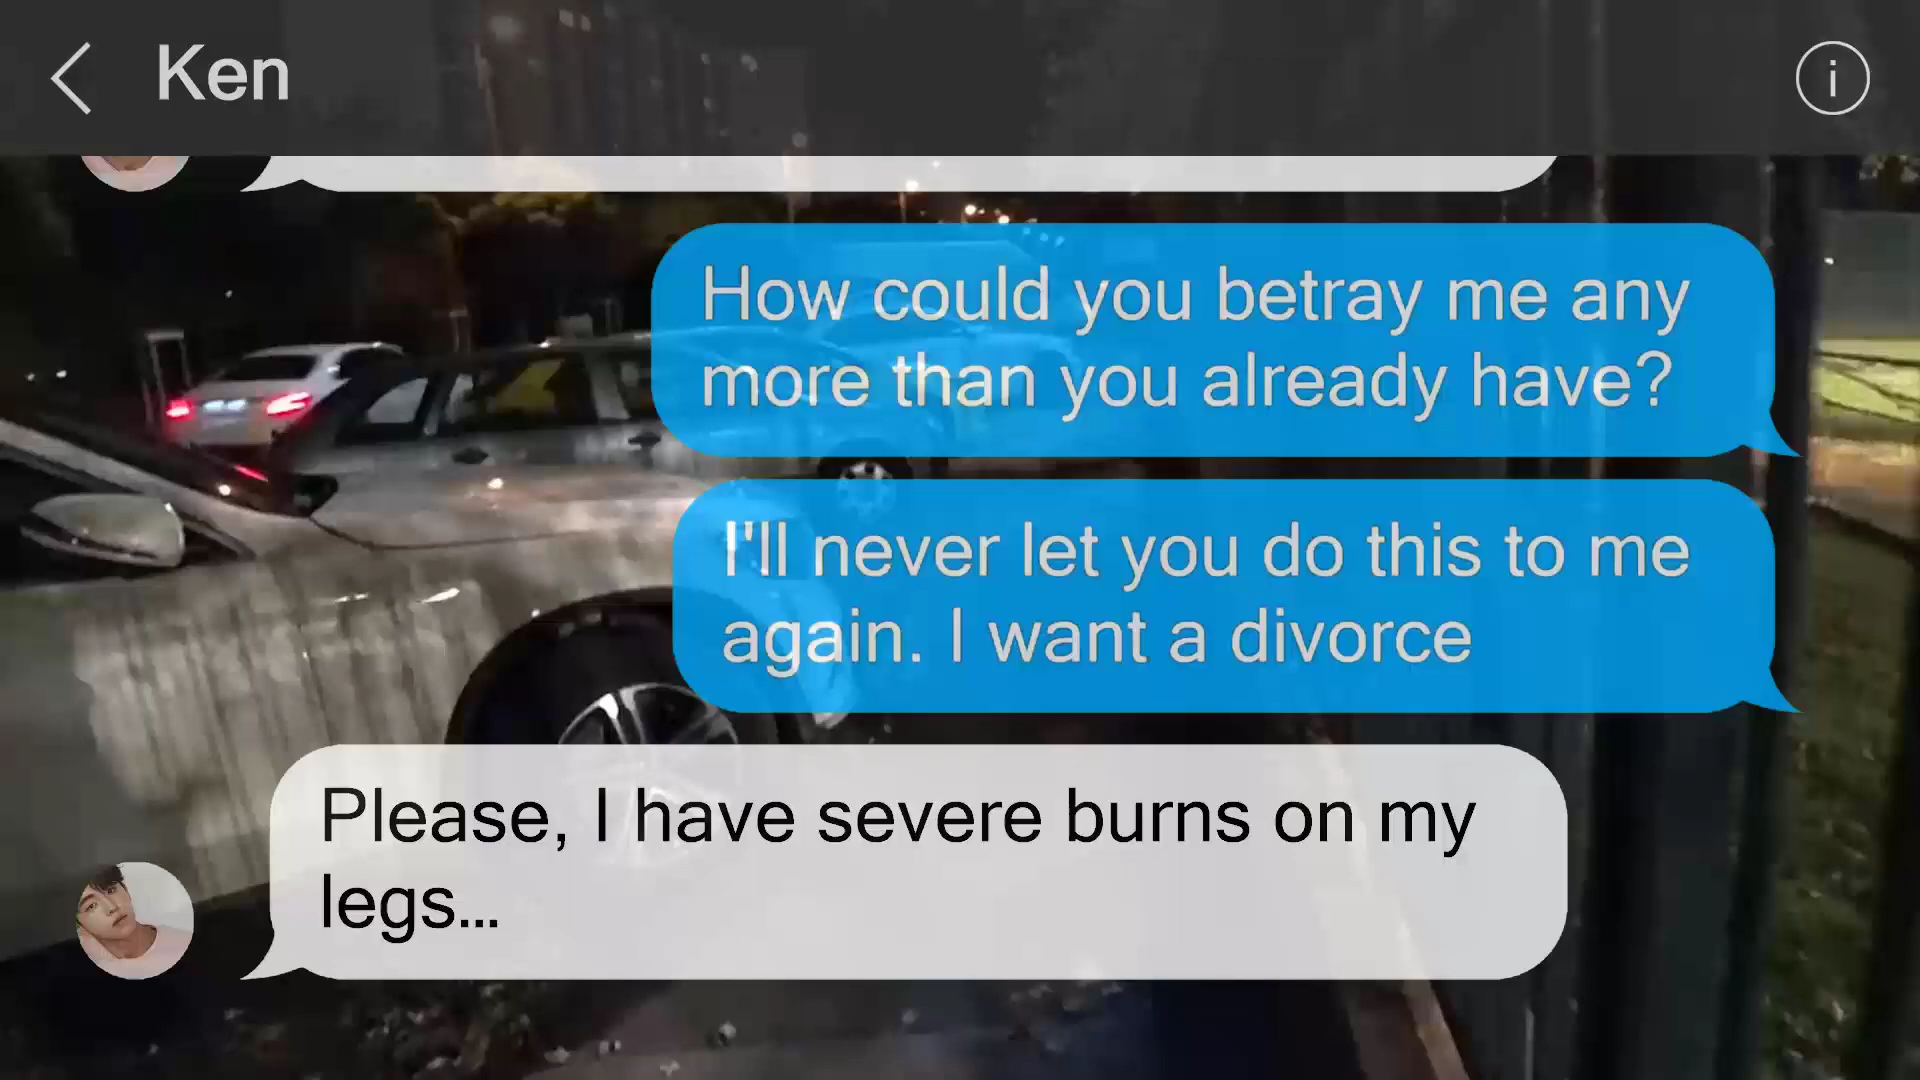 Ken
i
How could you betray me any
more than you already have?
I'll never let you do this to me
again. I want a divorce
Please, I have severe burns on my
legs...